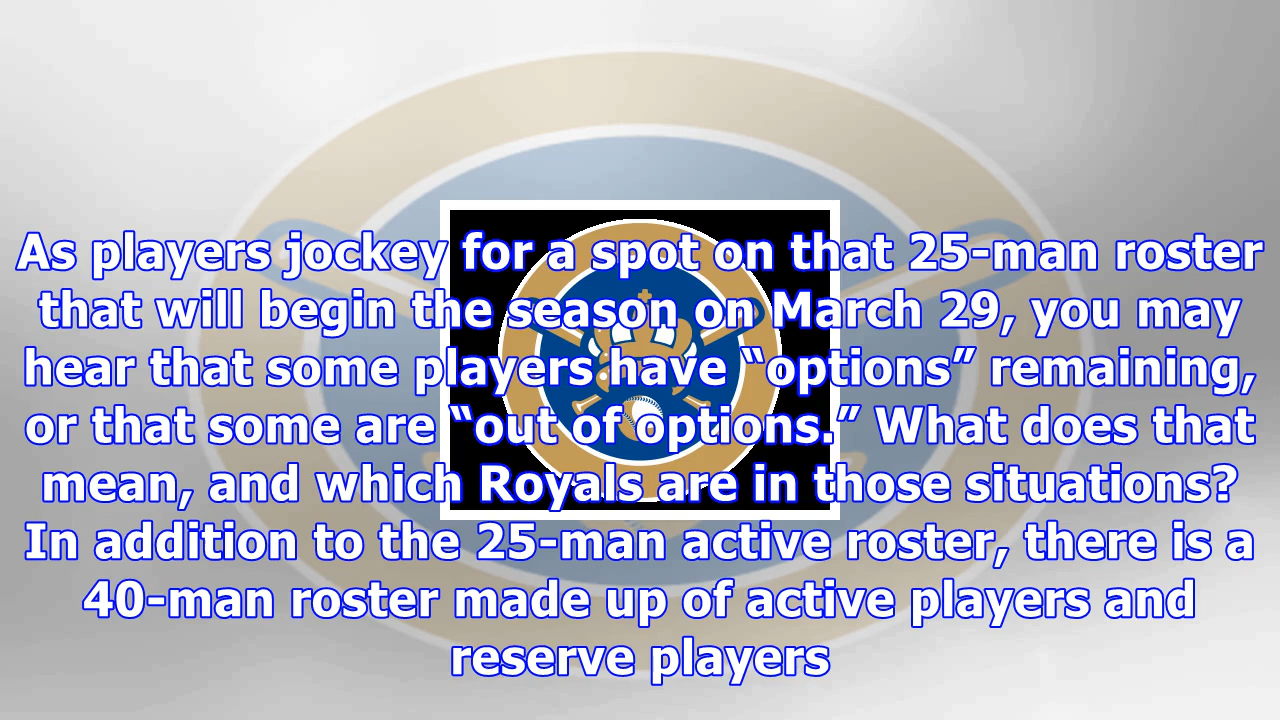 As players jockey for a spot on that 25-man roster
that will begin the season on March 29, you may
hear that some players have “options” remaining,
or that some are “out of options.” What does that
mean, and which Royals are in those situations?
In addition to the 25-man active roster, there is a
40-man roster made up of active players and
reserve players